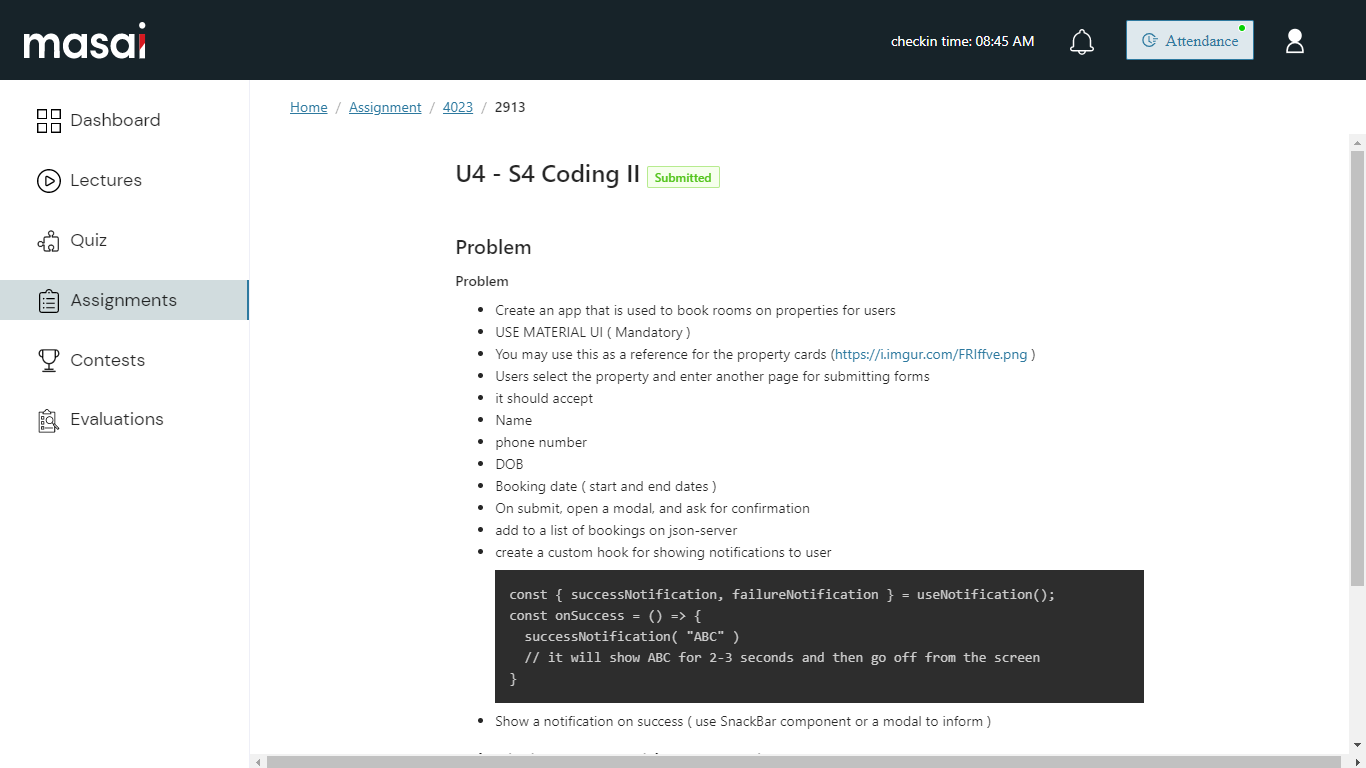 masai
checkin time: 08:45 AM
Attendance
Dashboard
Lectures
Quiz
Assignments
Contests
Evaluations
Home / Assignment / 4023 / 2913
U4 - S4 Coding II Submitted
Problem
Problem
Create an app that is used to book rooms on properties for users
USE MATERIAL UI ( Mandatory )
You may use this as a reference for the property cards (https://i.imgur.com/FRIffve.png )
Users select the property and enter another page for submitting forms
it should accept
Name
phone number
DOB
Booking date ( start and end dates )
On submit, open a modal, and ask for confirmation
add to a list of bookings on json-server
create a custom hook for showing notifications to user
const { successNotification, failureNotification } = useNotification();
const onSuccess = () => {
successNotification( "ABC" )
// it will show ABC for 2-3 seconds and then go off from the screen
}
Show a notification on success ( use SnackBar component or a modal to inform )